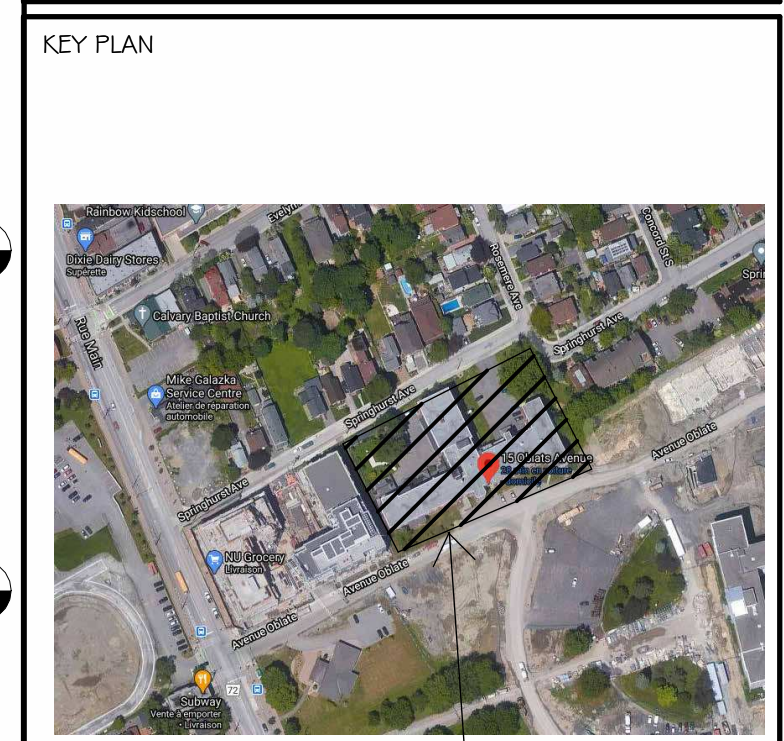 KEY PLAN
Rainbow Kidschool
Dixie Dairy Stores
Supérette
Rosemere Ave
Concord St S
Calvary Baptist Church
Rue Main
Springhurst Ave
Mike Galazka
Service Centre
Atelier de réparation
automobile
Springhurst Ave
15 Oblats Avenue
Avenue Oblate
Springhurst Ave
NU Grocery
Livraison
Avenue Oblate
Avenue Oblate
72
Subway
Vente à emporter
• Livraison